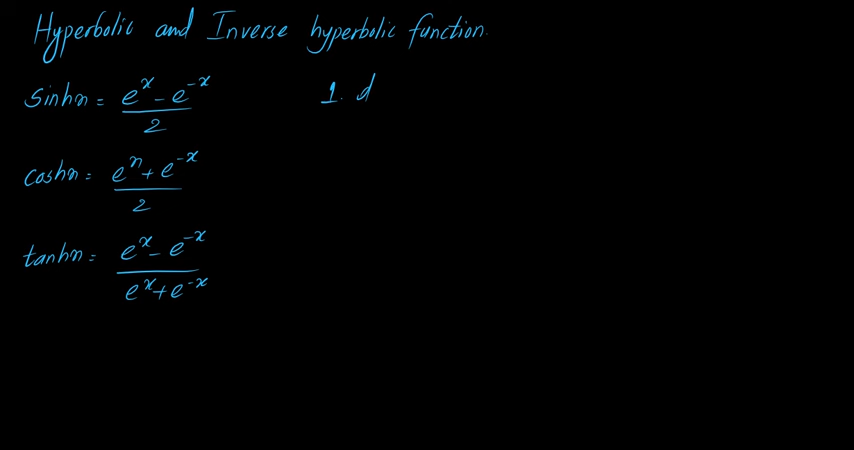 Hyperbolic and Inverse hyperbolic function.
sinhx = e^x - e^-x / 2
1. d
coshx = e^x + e^-x / 2
tanhx = e^x - e^-x / e^x + e^-x